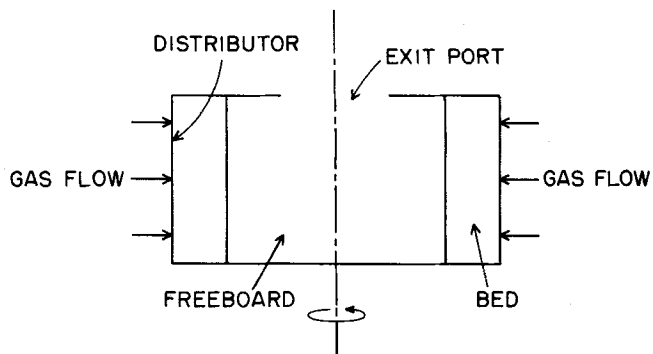 DISTRIBUTOR
EXIT PORT
GAS FLOW
GAS FLOW
FREEBOARD
BED